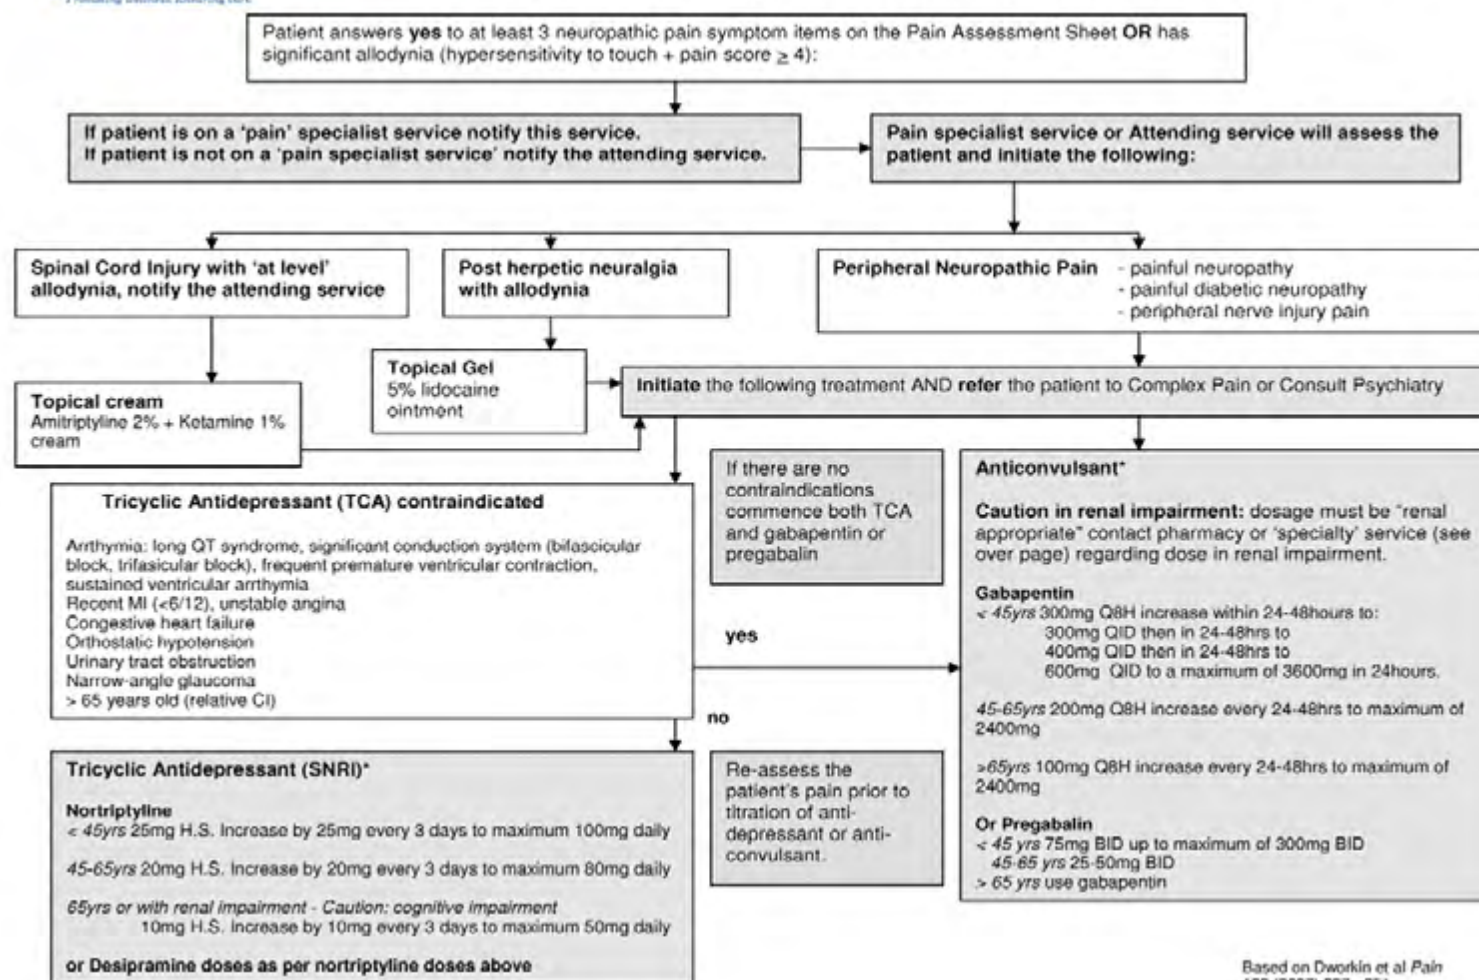 Patient answers yes to at least 3 neuropathic pain symptom items on the Pain Assessment Sheet OR has
significant allodynia (hypersensitivity to touch + pain score ≥ 4):
If patient is on a 'pain' specialist service notify this service.
If patient is not on a 'pain specialist service' notify the attending service.
Pain specialist service or Attending service will assess the
patient and initiate the following:
Spinal Cord Injury with 'at level'
allodynia, notify the attending service
Post herpetic neuralgia
with allodynia
Peripheral Neuropathic Pain - painful neuropathy
- painful diabetic neuropathy
- peripheral nerve injury pain
Topical cream
Amitriptyline 2% + Ketamine 1%
cream
Topical Gel
5% lidocaine
ointment
Initiate the following treatment AND refer the patient to Complex Pain or Consult Psychiatry
Tricyclic Antidepressant (TCA) contraindicated
Arrthymia: long QT syndrome, significant conduction system (bifascicular
block, trifasicular block), frequent premature ventricular contraction,
sustained ventricular arrthymia
Recent MI (<6/12), unstable angina
Congestive heart failure
Orthostatic hypotension
Urinary tract obstruction
Narrow-angle glaucoma
> 65 years old (relative CI)
If there are no
contraindications
commence both TCA
and gabapentin or
pregabalin
yes
no
Anticonvulsant*
Caution in renal impairment: dosage must be "renal
appropriate" contact pharmacy or 'specialty' service (see
over page) regarding dose in renal impairment.
Gabapentin
< 45yrs 300mg Q8H increase within 24-48hours to:
300mg QID then in 24-48hrs to
400mg QID then in 24-48hrs to
600mg QID to a maximum of 3600mg in 24hours.
45-65yrs 200mg Q8H increase every 24-48hrs to maximum of
2400mg
>65yrs 100mg Q8H increase every 24-48hrs to maximum of
2400mg
Or Pregabalin
< 45 yrs 75mg BID up to maximum of 300mg BID
45-65 yrs 25-50mg BID
> 65 yrs use gabapentin
Tricyclic Antidepressant (SNRI)*
Nortriptyline
< 45yrs 25mg H.S. Increase by 25mg every 3 days to maximum 100mg daily
45-65yrs 20mg H.S. Increase by 20mg every 3 days to maximum 80mg daily
65yrs or with renal impairment - Caution: cognitive impairment
10mg H.S. Increase by 10mg every 3 days to maximum 50mg daily
or Desipramine doses as per nortriptyline doses above
Re-assess the
patient's pain prior to
titration of anti-
depressant or anti-
convulsant.
Based on Dworkin et al Pain